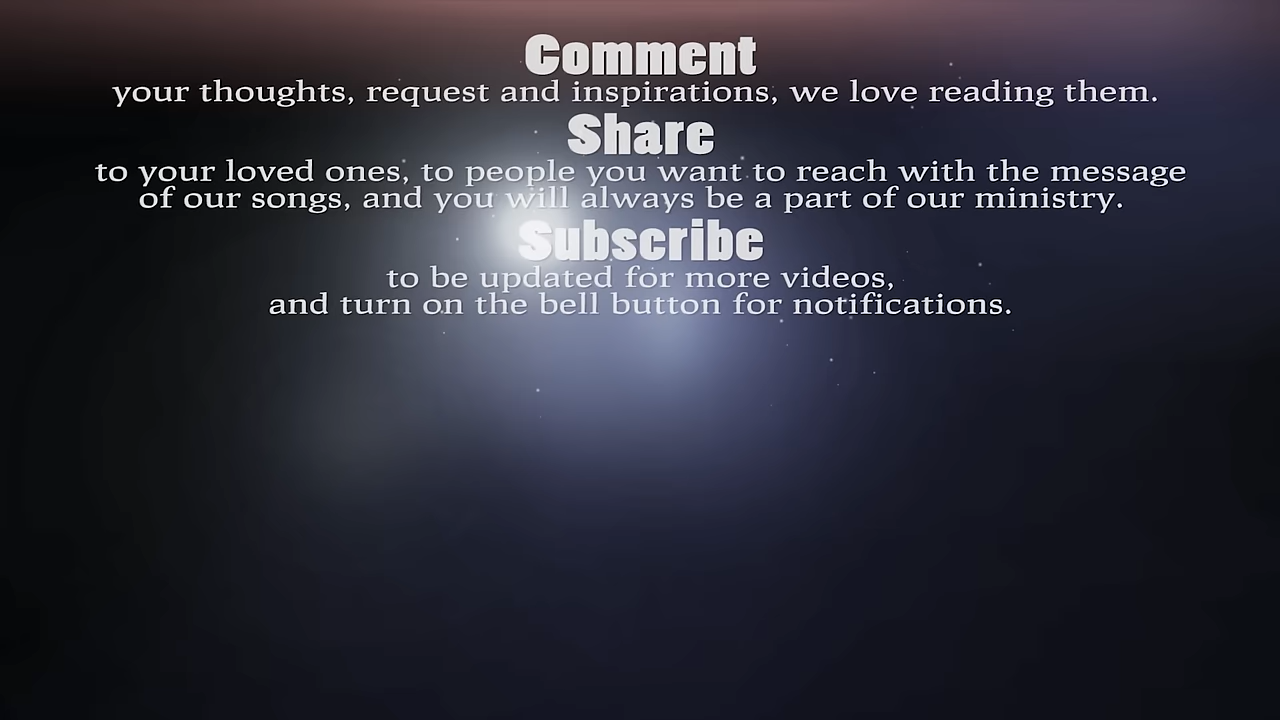 Comment
your thoughts, request and inspirations, we love reading them.
Share
to your loved ones, to people you want to reach with the message
of our songs, and you will always be a part of our ministry.
Subscribe
to be updated for more videos,
and turn on the bell button for notifications.